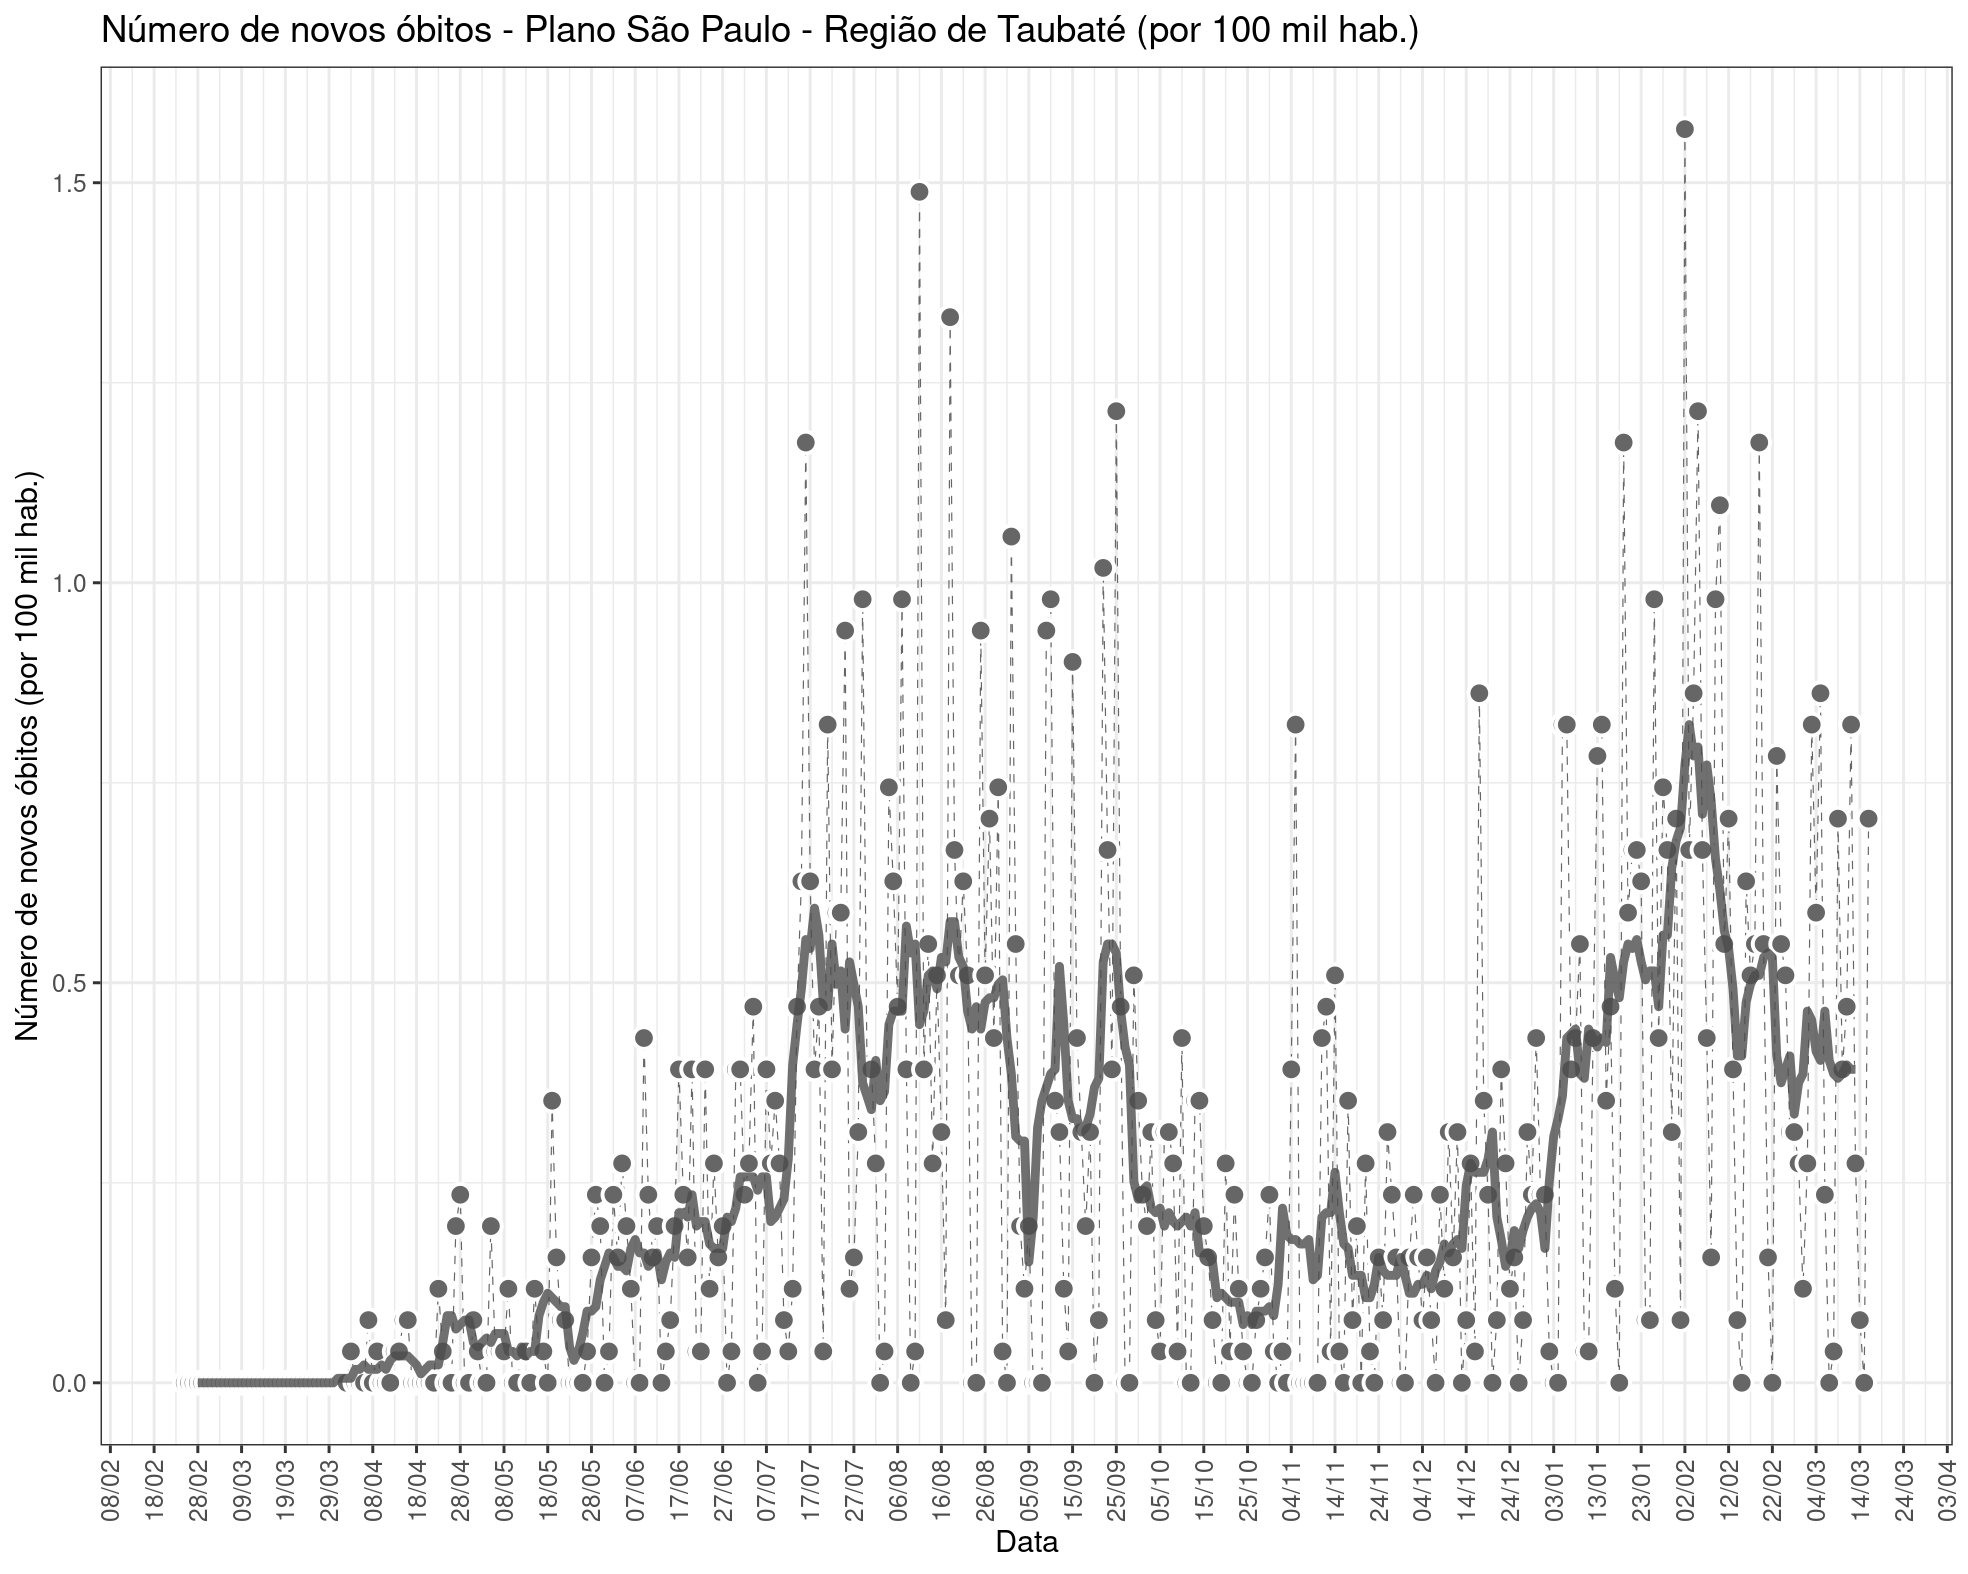 Número de novos óbitos - Plano São Paulo - Região de Taubaté (por 100 mil hab.)
Número de novos óbitos (por 100 mil hab.)
1.5
1.0
0.5
0.0
08/02 18/02 28/02 09/03 19/03 29/03 08/04 18/04 28/04 08/05 18/05 28/05 07/06 17/06 27/06 07/07 17/07 27/07 06/08 16/08 26/08 05/09 15/09 25/09 05/10 15/10 25/10 04/11 14/11 24/11 04/12 14/12 24/12 03/01 13/01 23/01 02/02 12/02 22/02 04/03 14/03 24/03 03/04
Data